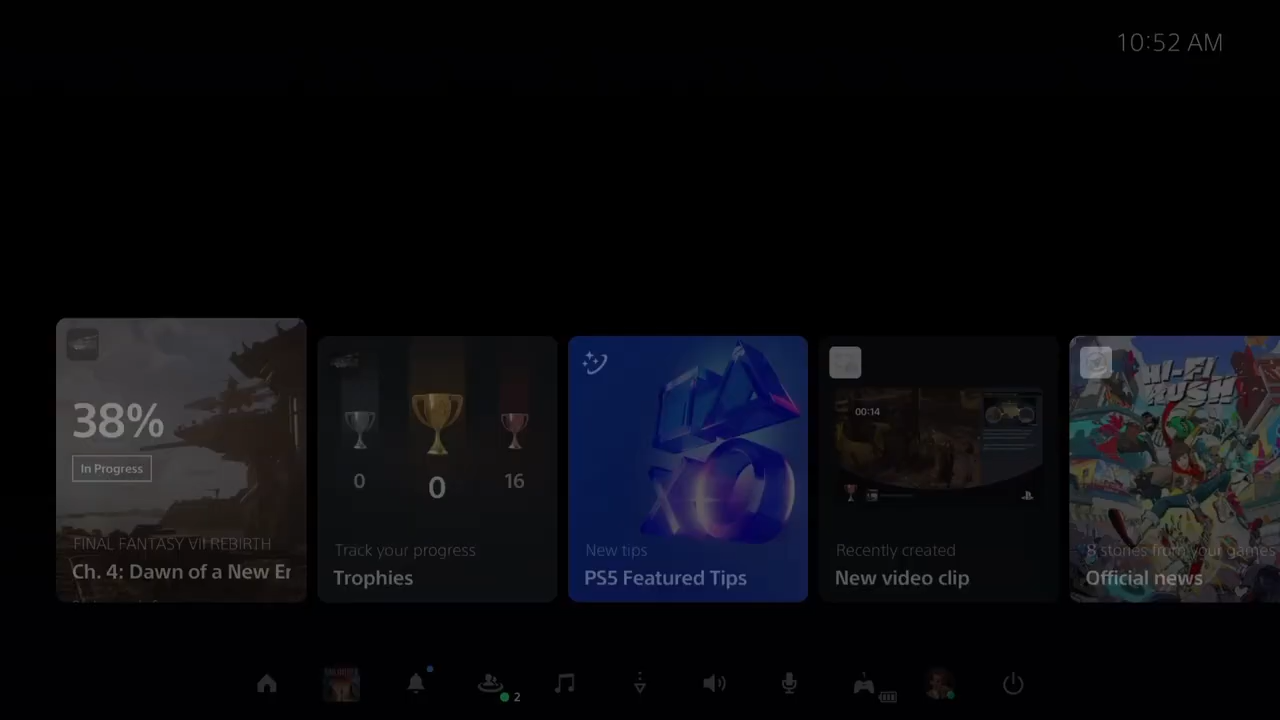 10:52 AM
38%
In Progress
FINAL FANTASY VII REBIRTH
Ch. 4: Dawn of a New Er
0
0
16
Track your progress
Trophies
New tips
PS5 Featured Tips
00:14
Recently created
New video clip
HI-FI
RUSH
8 stories from your games
Official news
2